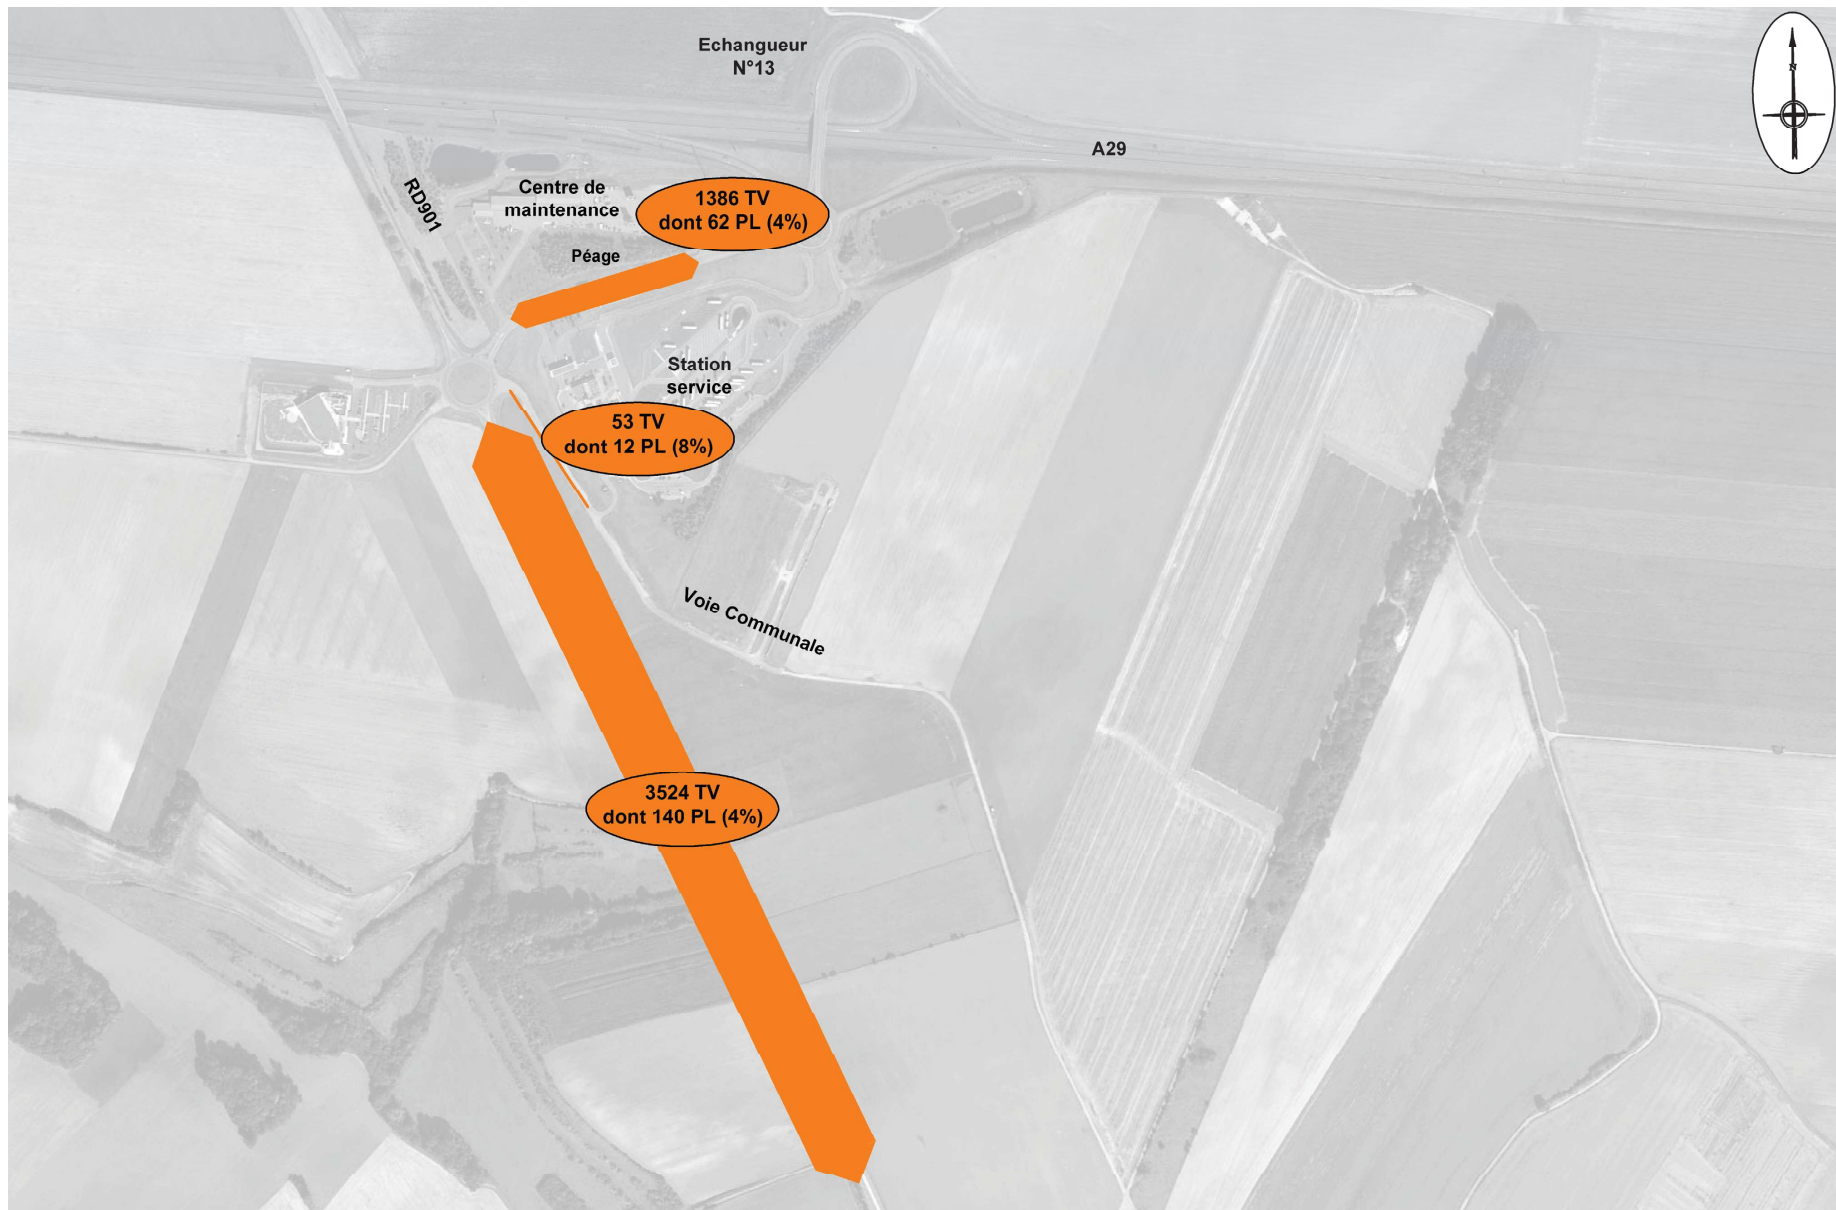 Echangueur
N°13
N
A29
RD901
Centre de
maintenance
1386 TV
dont 62 PL (4%)
Péage
Station
service
53 TV
dont 12 PL (8%)
Voie Communale
3524 TV
dont 140 PL (4%)